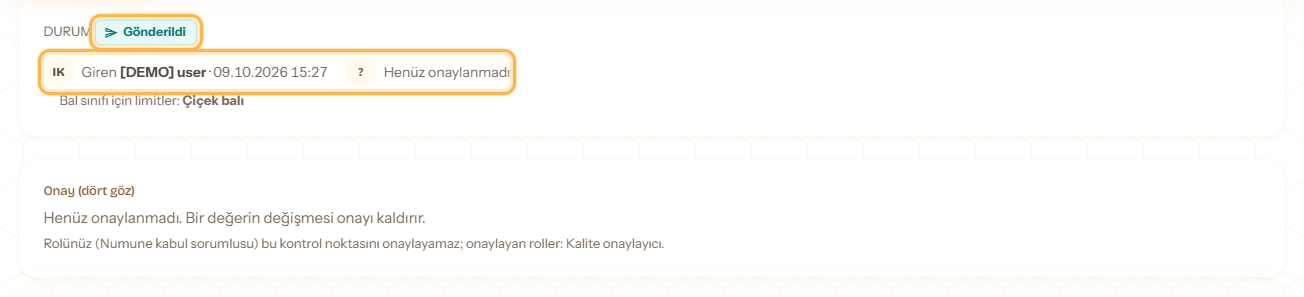 DURUM Gönderildi
IK Giren [DEMO] user · 09.10.2026 15:27 ? Henüz onaylanmadı
Bal sınıfı için limitler: Çiçek balı
Onay (dört göz)
Henüz onaylanmadı. Bir değerin değişmesi onayı kaldırır.
Rolünüz (Numune kabul sorumlusu) bu kontrol noktasını onaylayamaz; onaylayan roller: Kalite onaylayıcı.